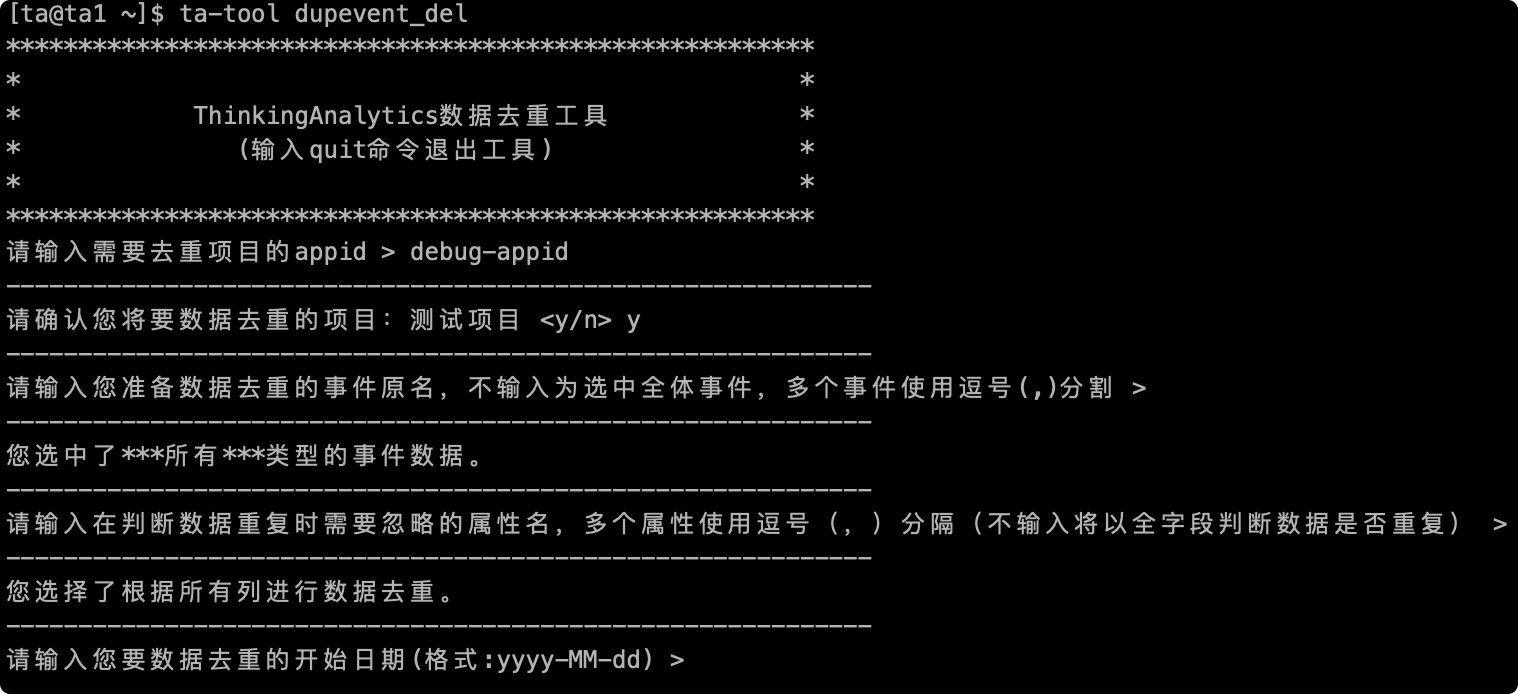 [ta@ta1 ~]$ ta-tool dupevent_del
********************************************************
*                                                      *
*            ThinkingAnalytics数据去重工具             *
*               (输入quit命令退出工具)                 *
*                                                      *
********************************************************
请输入需要去重项目的appid > debug-appid
------------------------------------------------------------
请确认您将要数据去重的项目：测试项目 <y/n> y
------------------------------------------------------------
请输入您准备数据去重的事件原名，不输入为选中全体事件，多个事件使用逗号(,)分割 >
------------------------------------------------------------
您选中了***所有***类型的事件数据。
------------------------------------------------------------
请输入在判断数据重复时需要忽略的属性名，多个属性使用逗号（，）分隔（不输入将以全字段判断数据是否重复） >
------------------------------------------------------------
您选择了根据所有列进行数据去重。
------------------------------------------------------------
请输入您要数据去重的开始日期(格式:yyyy-MM-dd) >